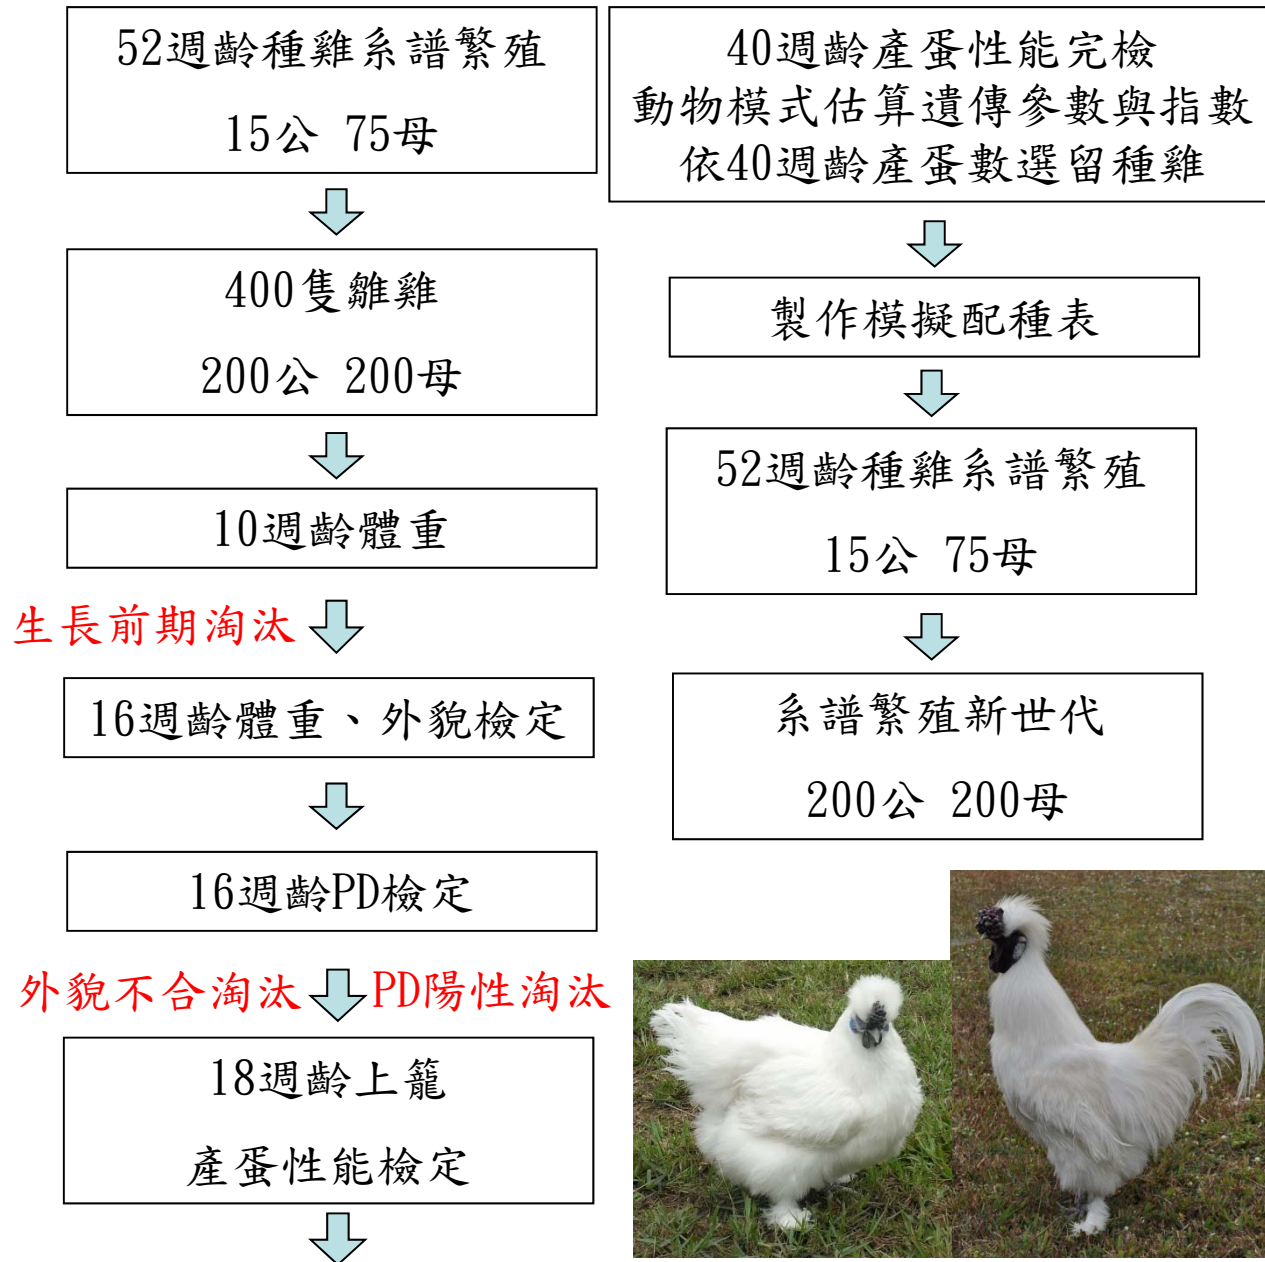 52週齡種雞系譜繁殖
15公 75母
400隻雛雞
200公 200母
10週齡體重
生長前期淘汰
16週齡體重、外貌檢定
16週齡PD檢定
外貌不合淘汰
PD陽性淘汰
18週齡上籠
產蛋性能檢定
40週齡產蛋性能完檢
動物模式估算遺傳參數與指數
依40週齡產蛋數選留種雞
製作模擬配種表
52週齡種雞系譜繁殖
15公 75母
系譜繁殖新世代
200公 200母